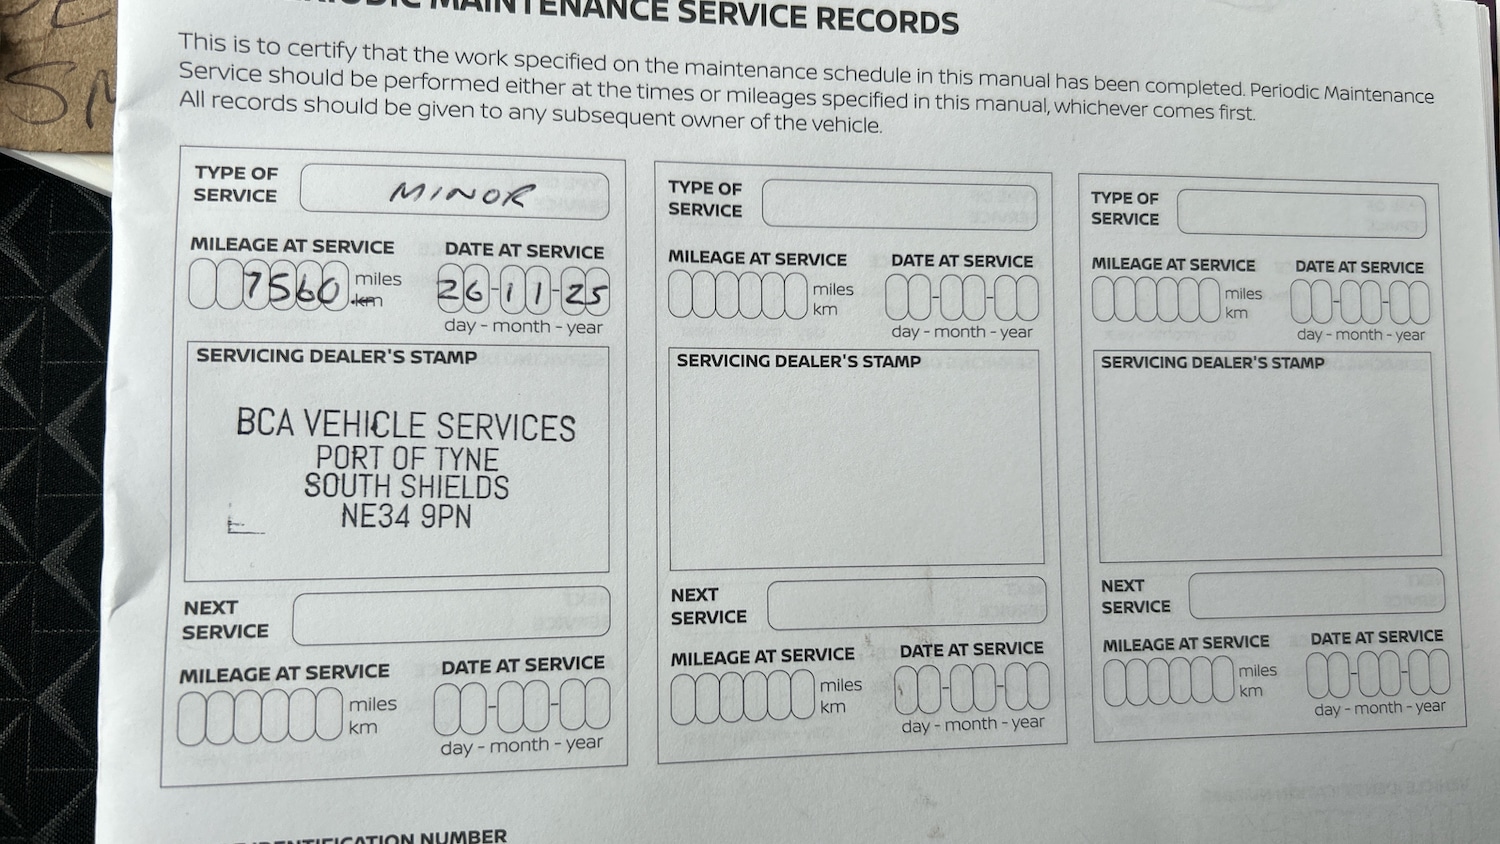 MAINTENANCE SERVICE RECORDS
This is to certify that the work specified on the maintenance schedule in this manual has been completed. Periodic Maintenance
Service should be performed either at the times or mileages specified in this manual, whichever comes first.
All records should be given to any subsequent owner of the vehicle.
TYPE OF
SERVICE
MINOR
MILEAGE AT SERVICE
7560 miles
km
DATE AT SERVICE
26-11-25
day - month - year
SERVICING DEALER'S STAMP
BCA VEHICLE SERVICES
PORT OF TYNE
SOUTH SHIELDS
NE34 9PN
NEXT
SERVICE
MILEAGE AT SERVICE
miles
km
DATE AT SERVICE
day - month - year
TYPE OF
SERVICE
MILEAGE AT SERVICE
miles
km
DATE AT SERVICE
day - month - year
SERVICING DEALER'S STAMP
NEXT
SERVICE
MILEAGE AT SERVICE
miles
km
DATE AT SERVICE
day - month - year
TYPE OF
SERVICE
MILEAGE AT SERVICE
miles
km
DATE AT SERVICE
day - month - year
SERVICING DEALER'S STAMP
NEXT
SERVICE
MILEAGE AT SERVICE
miles
km
DATE AT SERVICE
day - month - year
NUMBER